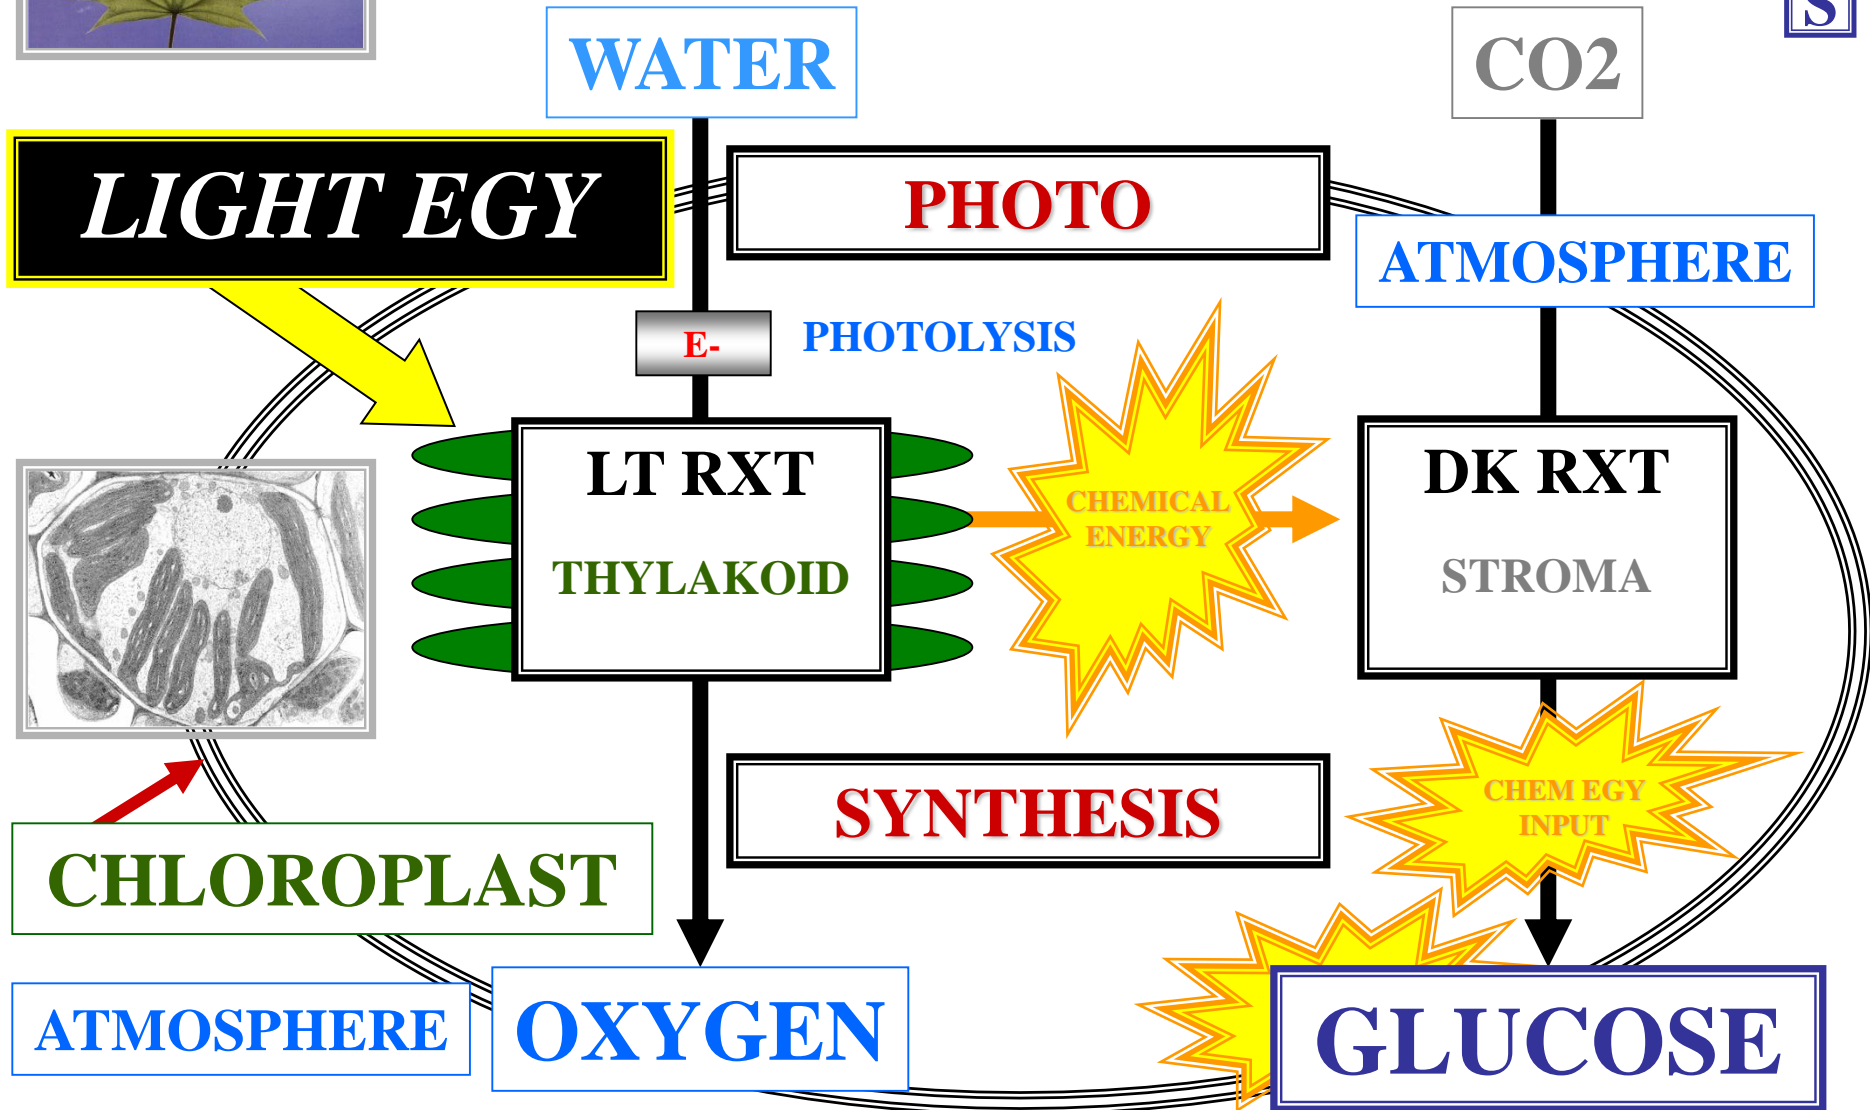 S
WATER
CO2
LIGHT EGY
PHOTO
ATMOSPHERE
E-
PHOTOLYSIS
LT RXT
THYLAKOID
CHEMICAL
ENERGY
DK RXT
STROMA
SYNTHESIS
CHEM EGY
INPUT
CHLOROPLAST
ATMOSPHERE
OXYGEN
GLUCOSE